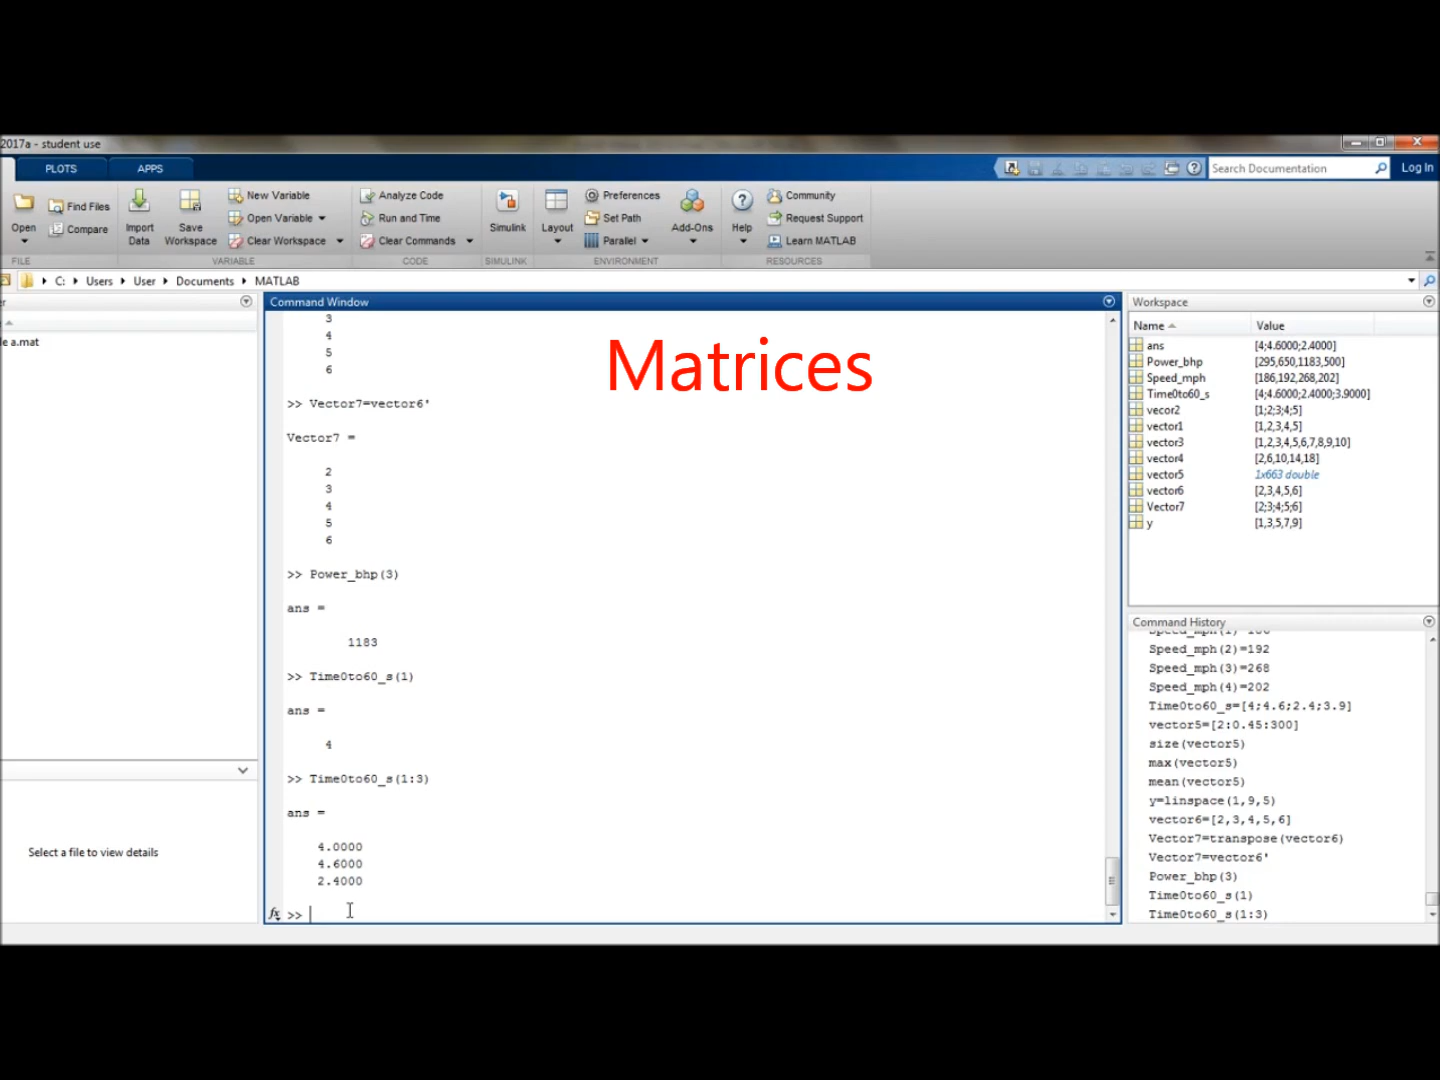 2017a - student use
PLOTS
APPS
Search Documentation
Log In
Open
Find Files
Compare
Import Data
Save Workspace
New Variable
Open Variable
Clear Workspace
Analyze Code
Run and Time
Clear Commands
Simulink
Layout
Preferences
Set Path
Parallel
Add-Ons
Help
Community
Request Support
Learn MATLAB
FILE
VARIABLE
CODE
SIMULINK
ENVIRONMENT
RESOURCES
C:
Users
User
Documents
MATLAB
er
le a.mat
Select a file to view details
Command Window
Matrices
3
4
5
6
>> Vector7=vector6'
Vector7 =
2
3
4
5
6
>> Power_bhp(3)
ans =
1183
>> Time0to60_s(1)
ans =
4
>> Time0to60_s(1:3)
ans =
4.0000
4.6000
2.4000
fx >>
Workspace
Name Value
ans [4;4.6000;2.4000]
Power_bhp [295,650,1183,500]
Speed_mph [186,192,268,202]
Time0to60_s [4;4.6000;2.4000;3.9000]
vecor2 [1;2;3;4;5]
vector1 [1,2,3,4,5]
vector3 [1,2,3,4,5,6,7,8,9,10]
vector4 [2,6,10,14,18]
vector5 1x663 double
vector6 [2,3,4,5,6]
Vector7 [2;3;4;5;6]
y [1,3,5,7,9]
Command History
Speed_mph(2)=192
Speed_mph(3)=268
Speed_mph(4)=202
Time0to60_s=[4;4.6;2.4;3.9]
vector5=[2:0.45:300]
size(vector5)
max(vector5)
mean(vector5)
y=linspace(1,9,5)
vector6=[2,3,4,5,6]
Vector7=transpose(vector6)
Vector7=vector6'
Power_bhp(3)
Time0to60_s(1)
Time0to60_s(1:3)